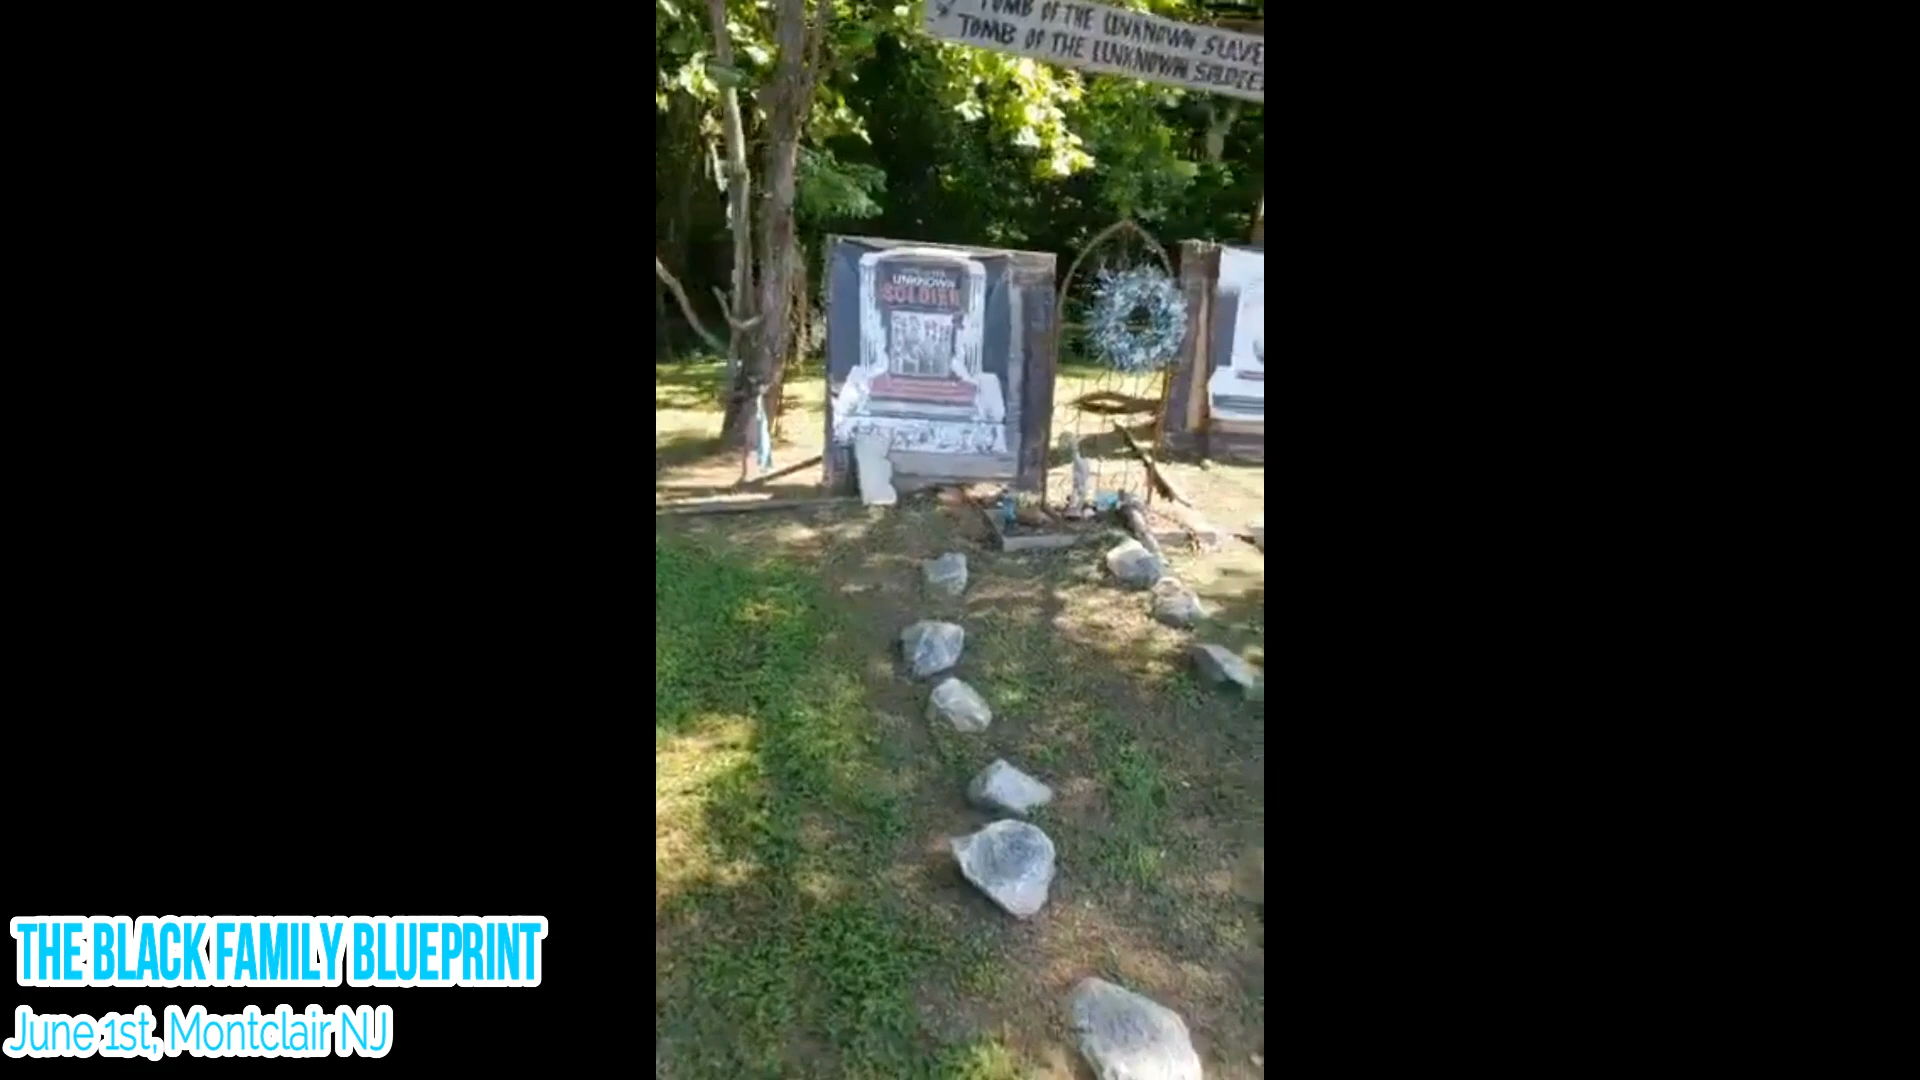 TOMB OF THE UNKNOWN SLAVE
TOMB OF THE UNKNOWN SOLDIE
UNKNOWN
SOLDIER
THE BLACK FAMILY BLUEPRINT
June 1st, Montclair NJ